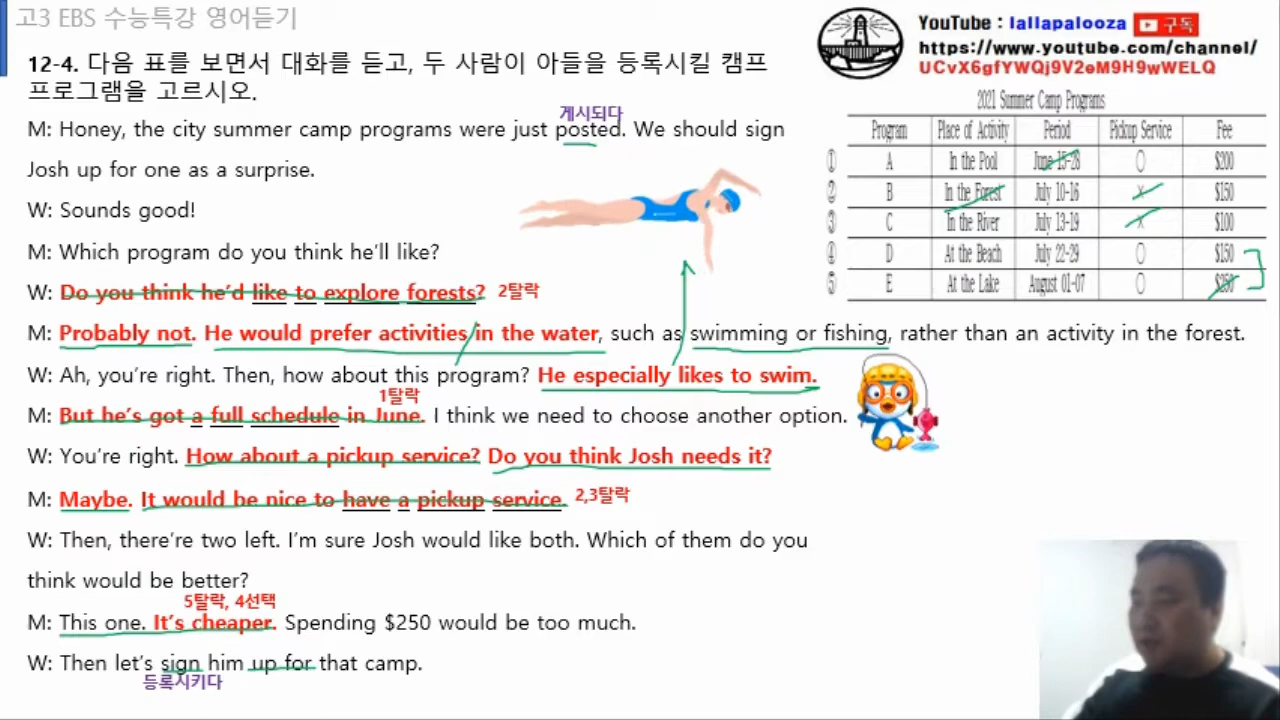 고3 EBS 수능특강 영어듣기
YouTube : lallapalooza 구독
https://www.youtube.com/channel/
UCvX6gfYWQj9V2eM9H9wWELQ
12-4. 다음 표를 보면서 대화를 듣고, 두 사람이 아들을 등록시킬 캠프
프로그램을 고르시오.
2021 Summer Camp Programs
Program Place of Activity Period Pickup Service Fee
① A In the Pool June 15-28 ○ $200
② B In the Forest July 10-16 × $150
③ C In the River July 13-19 × $100
④ D At the Beach July 22-29 ○ $150
⑤ E At the Lake August 01-07 ○ $250
게시되다
M: Honey, the city summer camp programs were just posted. We should sign
Josh up for one as a surprise.
W: Sounds good!
M: Which program do you think he'll like?
W: Do you think he'd like to explore forests? 2탈락
M: Probably not. He would prefer activities in the water, such as swimming or fishing, rather than an activity in the forest.
W: Ah, you're right. Then, how about this program? He especially likes to swim.
1탈락
M: But he's got a full schedule in June. I think we need to choose another option.
W: You're right. How about a pickup service? Do you think Josh needs it?
M: Maybe. It would be nice to have a pickup service. 2,3탈락
W: Then, there're two left. I'm sure Josh would like both. Which of them do you
think would be better?
5탈락, 4선택
M: This one. It's cheaper. Spending $250 would be too much.
W: Then let's sign him up for that camp.
등록시키다